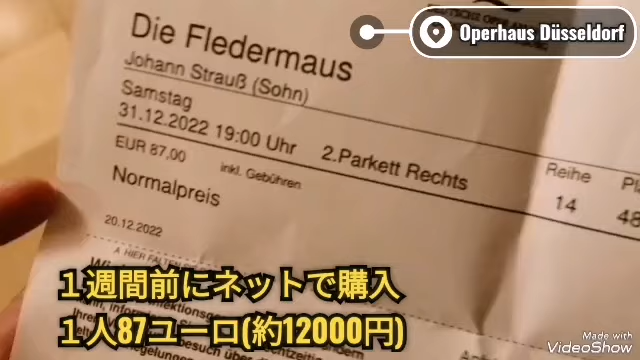 Operhaus Düsseldorf
Die Fledermaus
Johann Strauß (Sohn)
Samstag
31.12.2022 19:00 Uhr 2.Parkett Rechts
Reihe
14 48
EUR 87,00 inkl. Gebühren
Normalpreis
20.12.2022
A HIER FALTEN
１週間前にネットで購入
１人87ユーロ(約12000円)
Made with
VideoShow